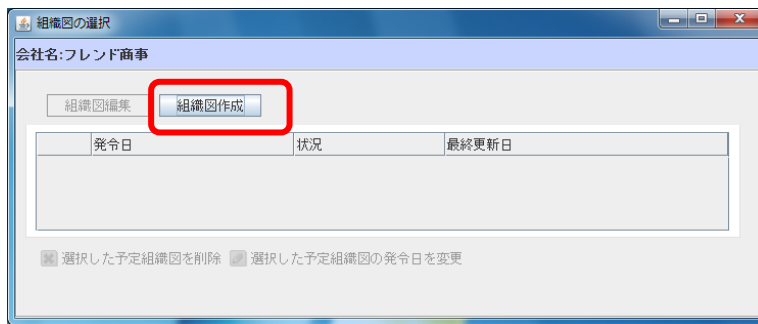 組織図の選択
会社名:フレンド商事
組織図編集 組織図作成
発令日 状況 最終更新日
選択した予定組織図を削除 選択した予定組織図の発令日を変更